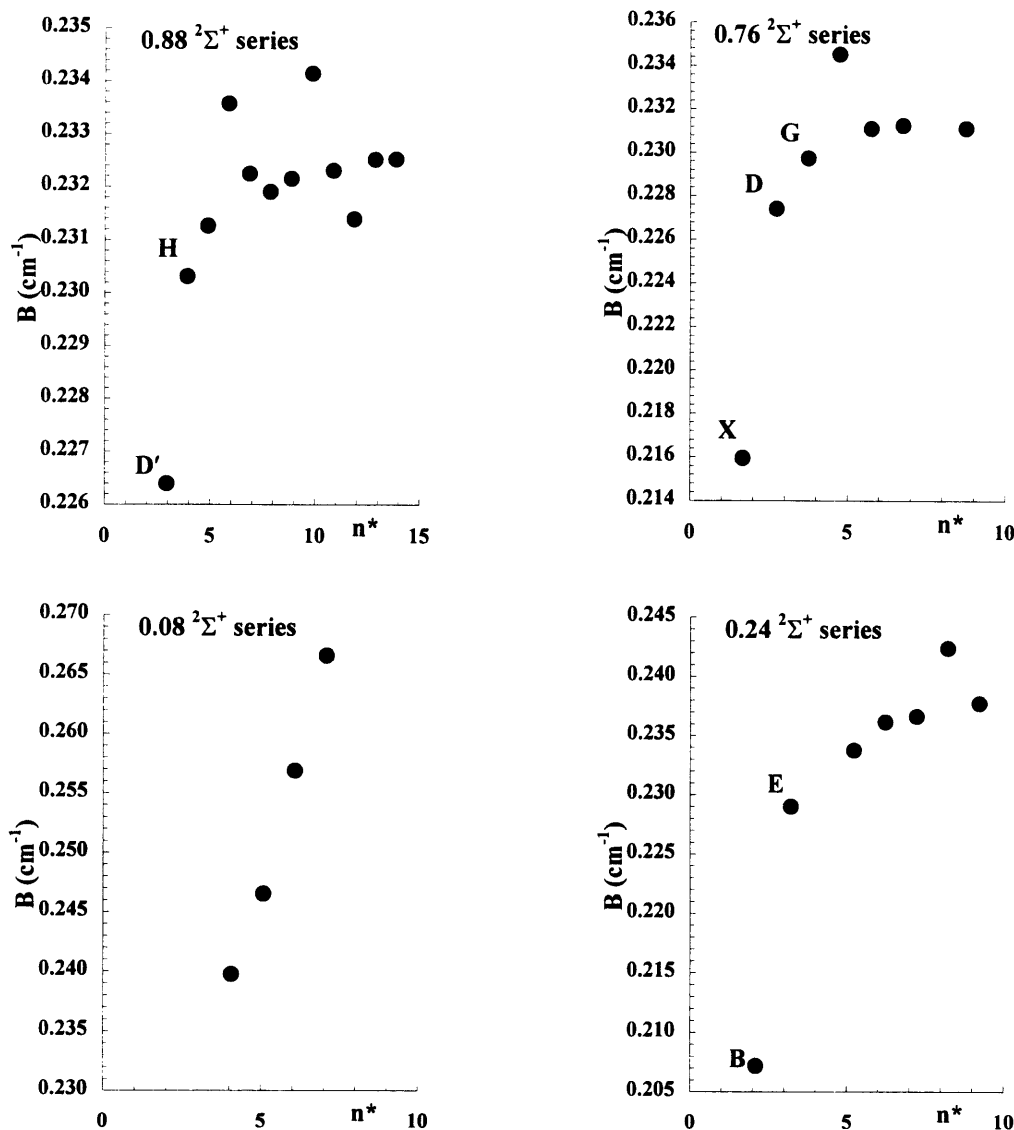 0.88 ²Σ⁺ series
0.235
0.234
0.233
0.232
0.231
0.230
0.229
0.228
0.227
0.226
B (cm⁻¹)
H
D′
0 5 10 n* 15
0.76 ²Σ⁺ series
0.236
0.234
0.232
0.230
0.228
0.226
0.224
0.222
0.220
0.218
0.216
0.214
B (cm⁻¹)
G
D
X
0 5 n* 10
0.08 ²Σ⁺ series
0.270
0.265
0.260
0.255
0.250
0.245
0.240
0.235
0.230
B (cm⁻¹)
0 5 n* 10
0.24 ²Σ⁺ series
0.245
0.240
0.235
0.230
0.225
0.220
0.215
0.210
0.205
B (cm⁻¹)
E
B
0 5 n* 10